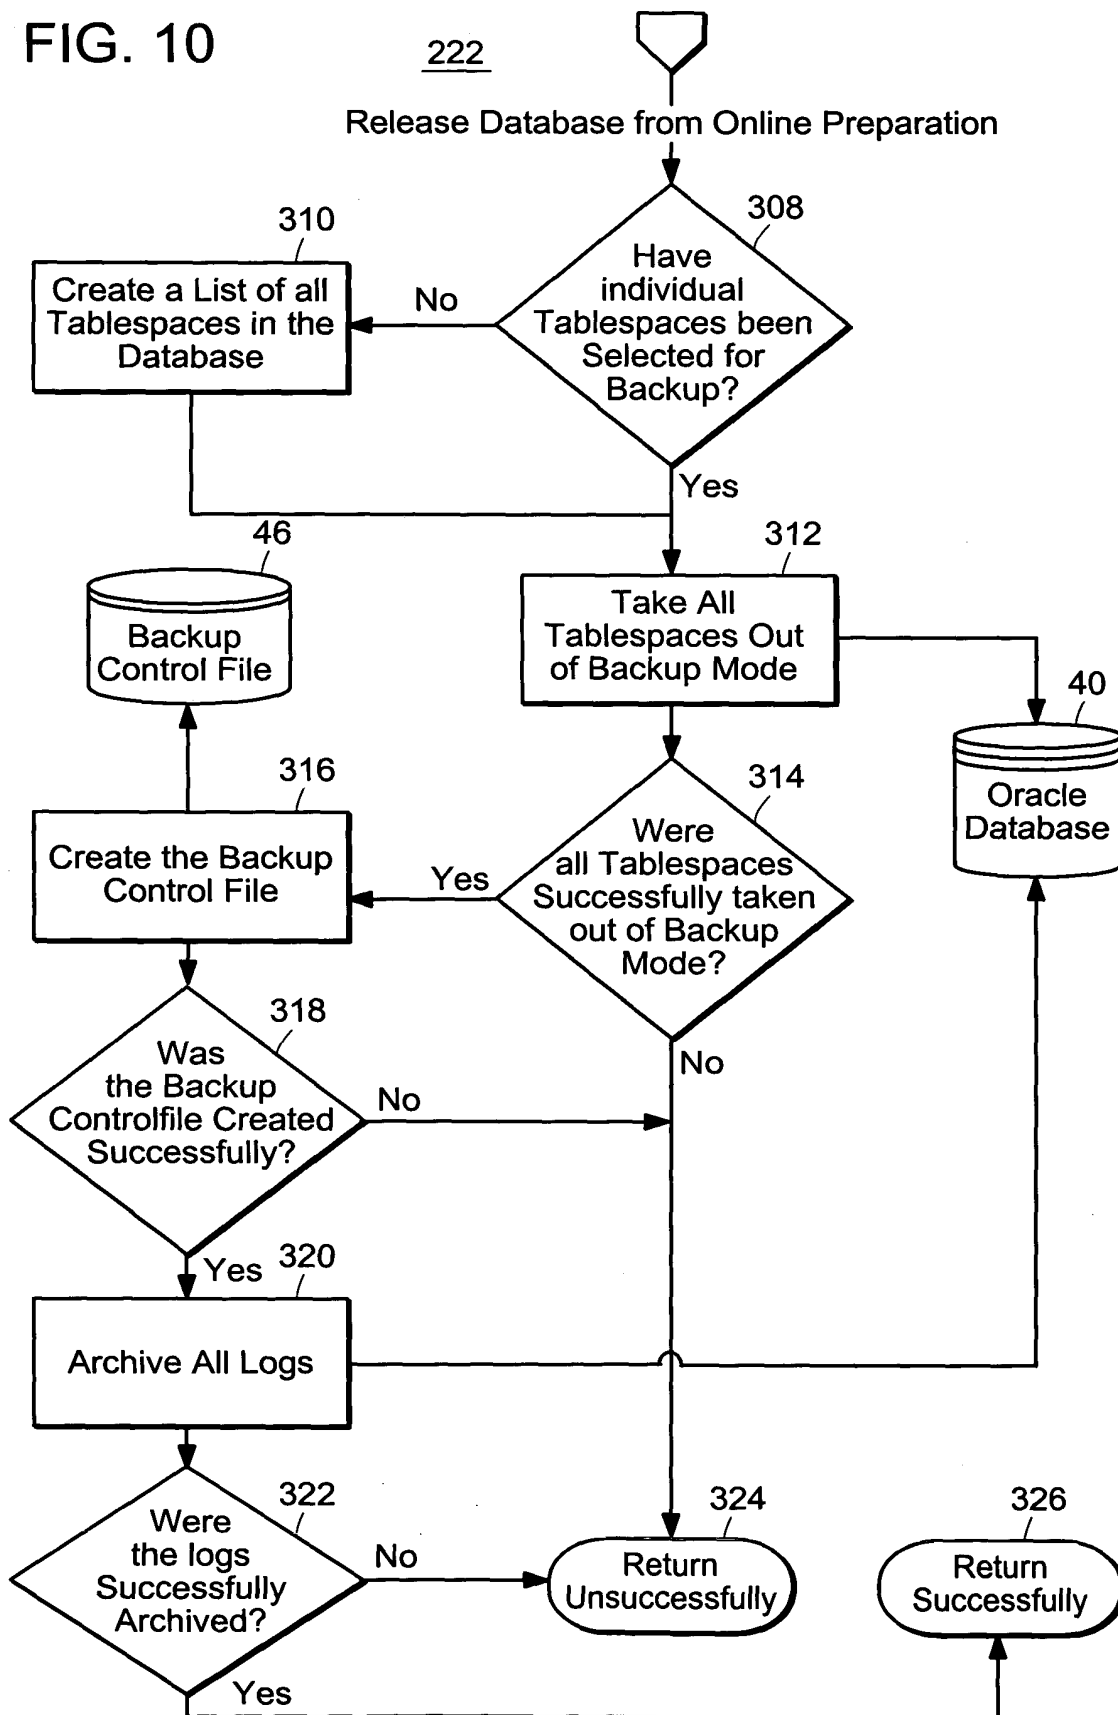 FIG. 10
222
Release Database from Online Preparation
308
Have
individual
Tablespaces been
Selected for
Backup?
No
Yes
310
Create a List of all
Tablespaces in the
Database
46
Backup
Control File
312
Take All
Tablespaces Out
of Backup Mode
40
Oracle
Database
314
Were
all Tablespaces
Successfully taken
out of Backup
Mode?
Yes
No
316
Create the Backup
Control File
318
Was
the Backup
Controlfile Created
Successfully?
No
Yes
320
Archive All Logs
322
Were
the logs
Successfully
Archived?
No
Yes
324
Return
Unsuccessfully
326
Return
Successfully